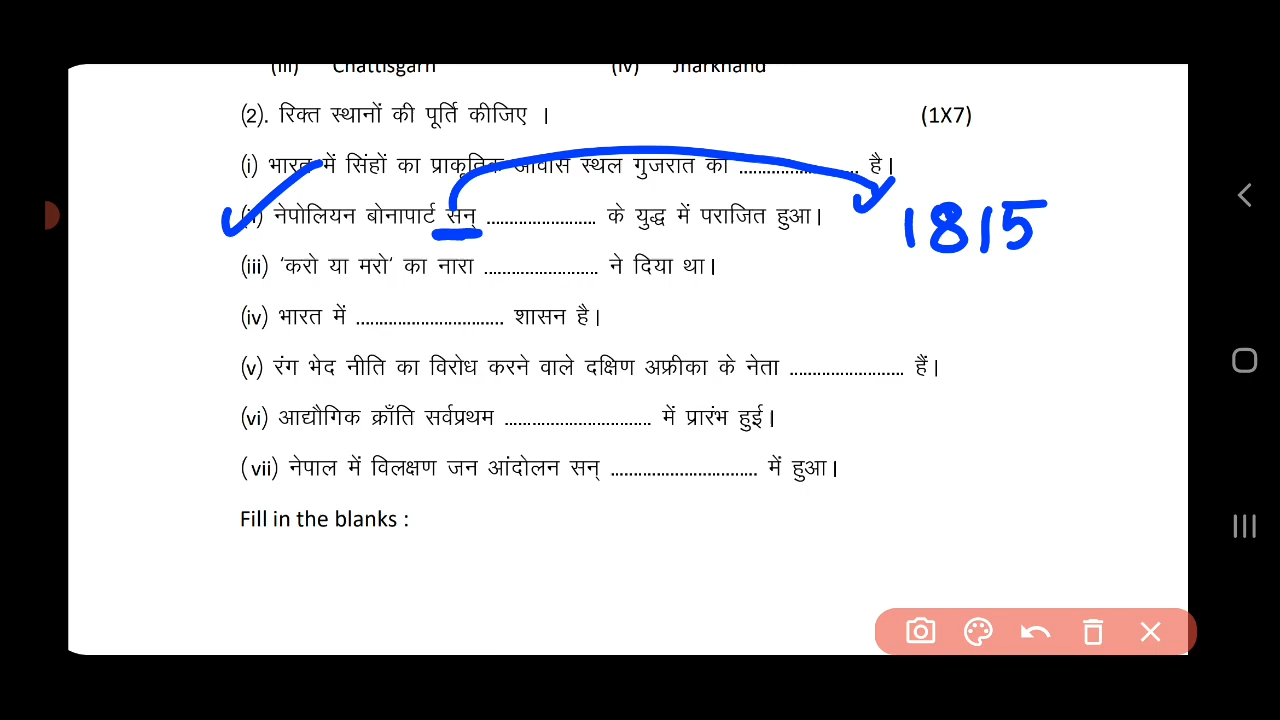 (iii) Chattisgarh (iv) Jharkhand
(2). रिक्त स्थानों की पूर्ति कीजिए । (1X7)
(i) भारत में सिंहों का प्राकृतिक आवास स्थल गुजरात का ........................ है।
(ii) नेपोलियन बोनापार्ट सन् ...................... के युद्ध में पराजित हुआ। 1815
(iii) 'करो या मरो' का नारा ....................... ने दिया था।
(iv) भारत में .............................. शासन है।
(v) रंग भेद नीति का विरोध करने वाले दक्षिण अफ्रीका के नेता ....................... हैं।
(vi) आद्यौगिक क्राँति सर्वप्रथम .............................. में प्रारंभ हुई।
(vii) नेपाल में विलक्षण जन आंदोलन सन् .............................. में हुआ।
Fill in the blanks :